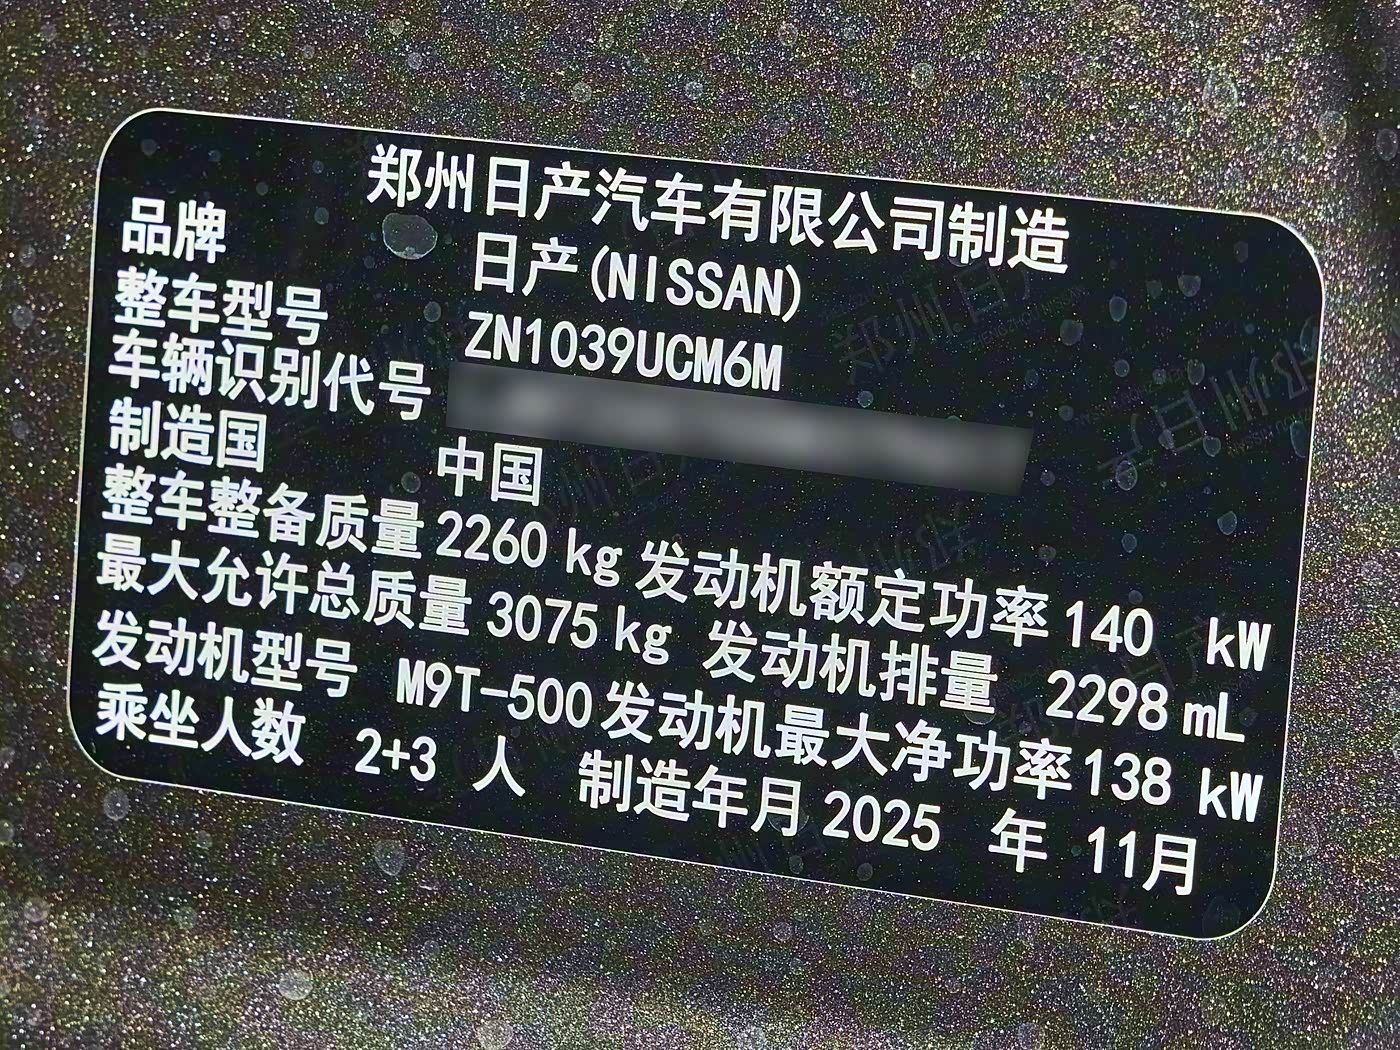 郑州日产汽车有限公司制造
品牌 日产(NISSAN)
整车型号 ZN1039UCM6M
车辆识别代号
制造国 中国
整车整备质量 2260 kg 发动机额定功率 140 kW
最大允许总质量 3075 kg 发动机排量 2298 mL
发动机型号 M9T-500 发动机最大净功率 138 kW
乘坐人数 2+3 人 制造年月 2025 年 11月